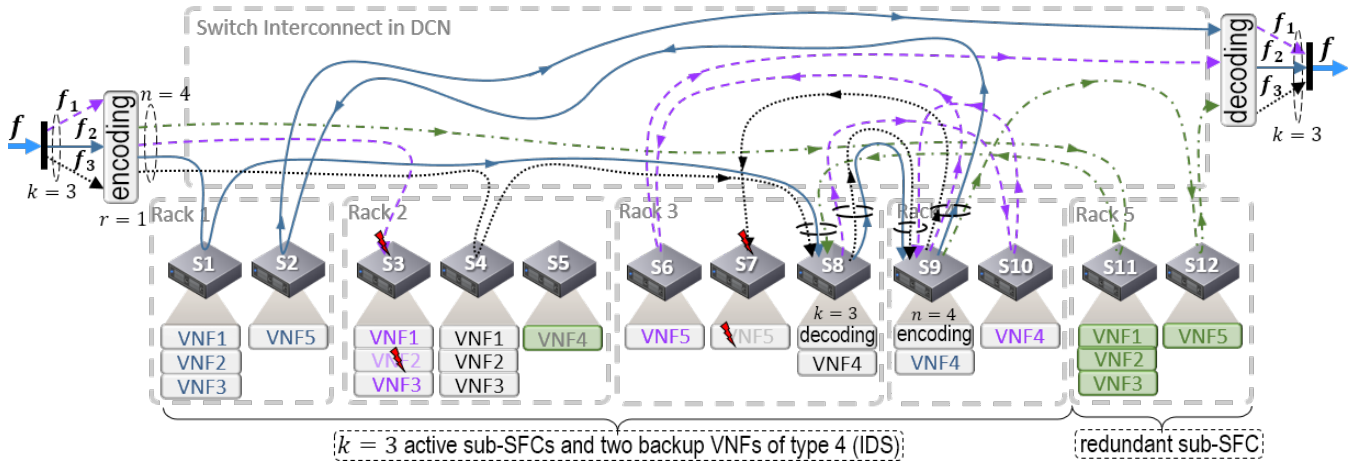 Switch Interconnect in DCN
f
f₁
f₂
f₃
k = 3
encoding
n = 4
r = 1
decoding
f₁
f₂
f₃
f
k = 3
Rack 1
Rack 2
Rack 3
Rack 5
S1
S2
S3
S4
S5
S6
S7
S8
S9
S10
S11
S12
VNF1
VNF2
VNF3
VNF5
VNF1
VNF2
VNF3
VNF1
VNF2
VNF3
VNF4
VNF5
VNF5
k = 3
decoding
VNF4
n = 4
encoding
VNF4
VNF4
VNF1
VNF2
VNF3
VNF5
k = 3 active sub-SFCs and two backup VNFs of type 4 (IDS)
redundant sub-SFC